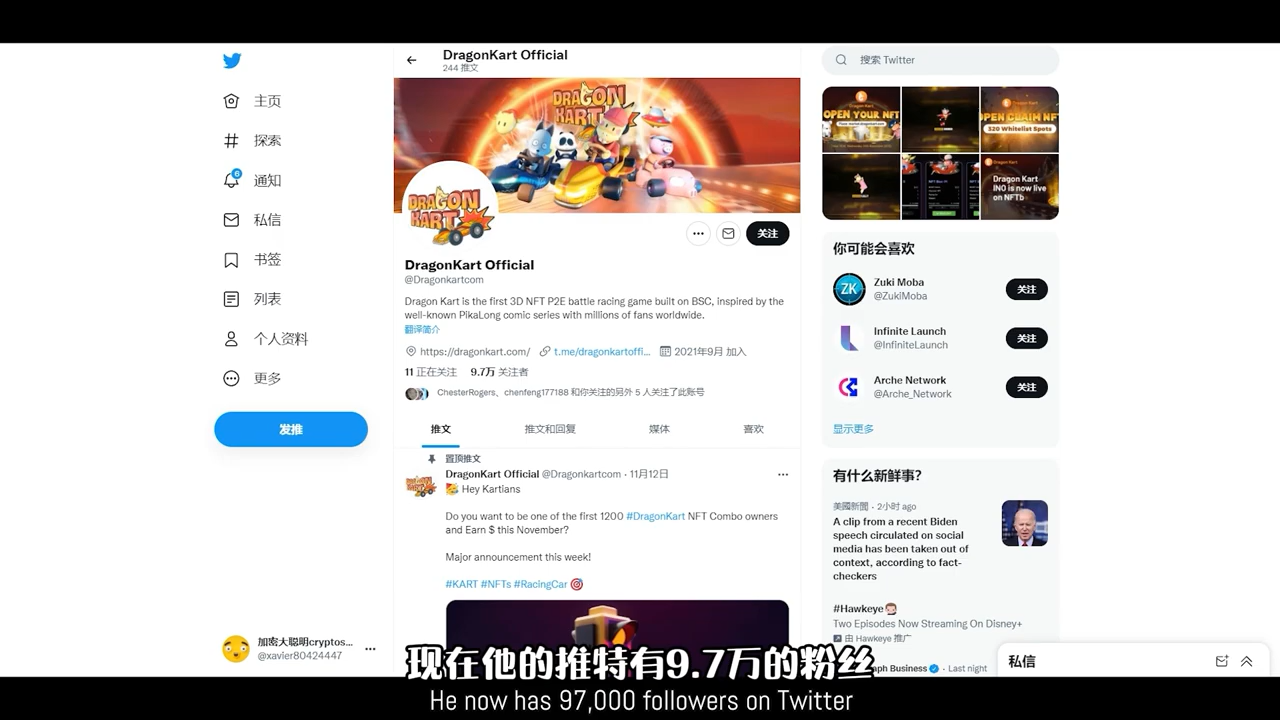 DragonKart Official
244 推文
搜索 Twitter
主页
探索
6
通知
私信
书签
列表
个人资料
更多
发推
DRAGON
KART
DRAGON
KART
关注
DragonKart Official
@Dragonkartcom
Dragon Kart is the first 3D NFT P2E battle racing game built on BSC, inspired by the
well-known PikaLong comic series with millions of fans worldwide.
翻译简介
https://dragonkart.com/ t.me/dragonkartoffi... 2021年9月 加入
11 正在关注 9.7万 关注者
ChesterRogers、chenfeng177188 和你关注的另外 5 人关注了此账号
推文 推文和回复 媒体 喜欢
置顶推文
DragonKart Official @Dragonkartcom · 11月12日
🥳 Hey Kartians
Do you want to be one of the first 1200 #DragonKart NFT Combo owners
and Earn $ this November?
Major announcement this week!
#KART #NFTs #RacingCar 🎯
Dragon Kart
OPEN YOUR NFT
Dragon Kart
OPEN CLAIM NFT
320 Whitelist Spots
Dragon Kart
Dragon Kart
INO is now live
on NFTb
你可能会喜欢
ZK
Zuki Moba
@ZukiMoba
关注
Infinite Launch
@InfiniteLaunch
关注
Arche Network
@Arche_Network
关注
显示更多
有什么新鲜事?
美國新聞 · 2小时 ago
A clip from a recent Biden
speech circulated on social
media has been taken out of
context, according to fact-
checkers
#Hawkeye
Two Episodes Now Streaming On Disney+
由 Hawkeye 推广
aph Business · Last night
私信
加密大聪明cryptos...
@xavier80424447
现在他的推特有9.7万的粉丝
He now has 97,000 followers on Twitter